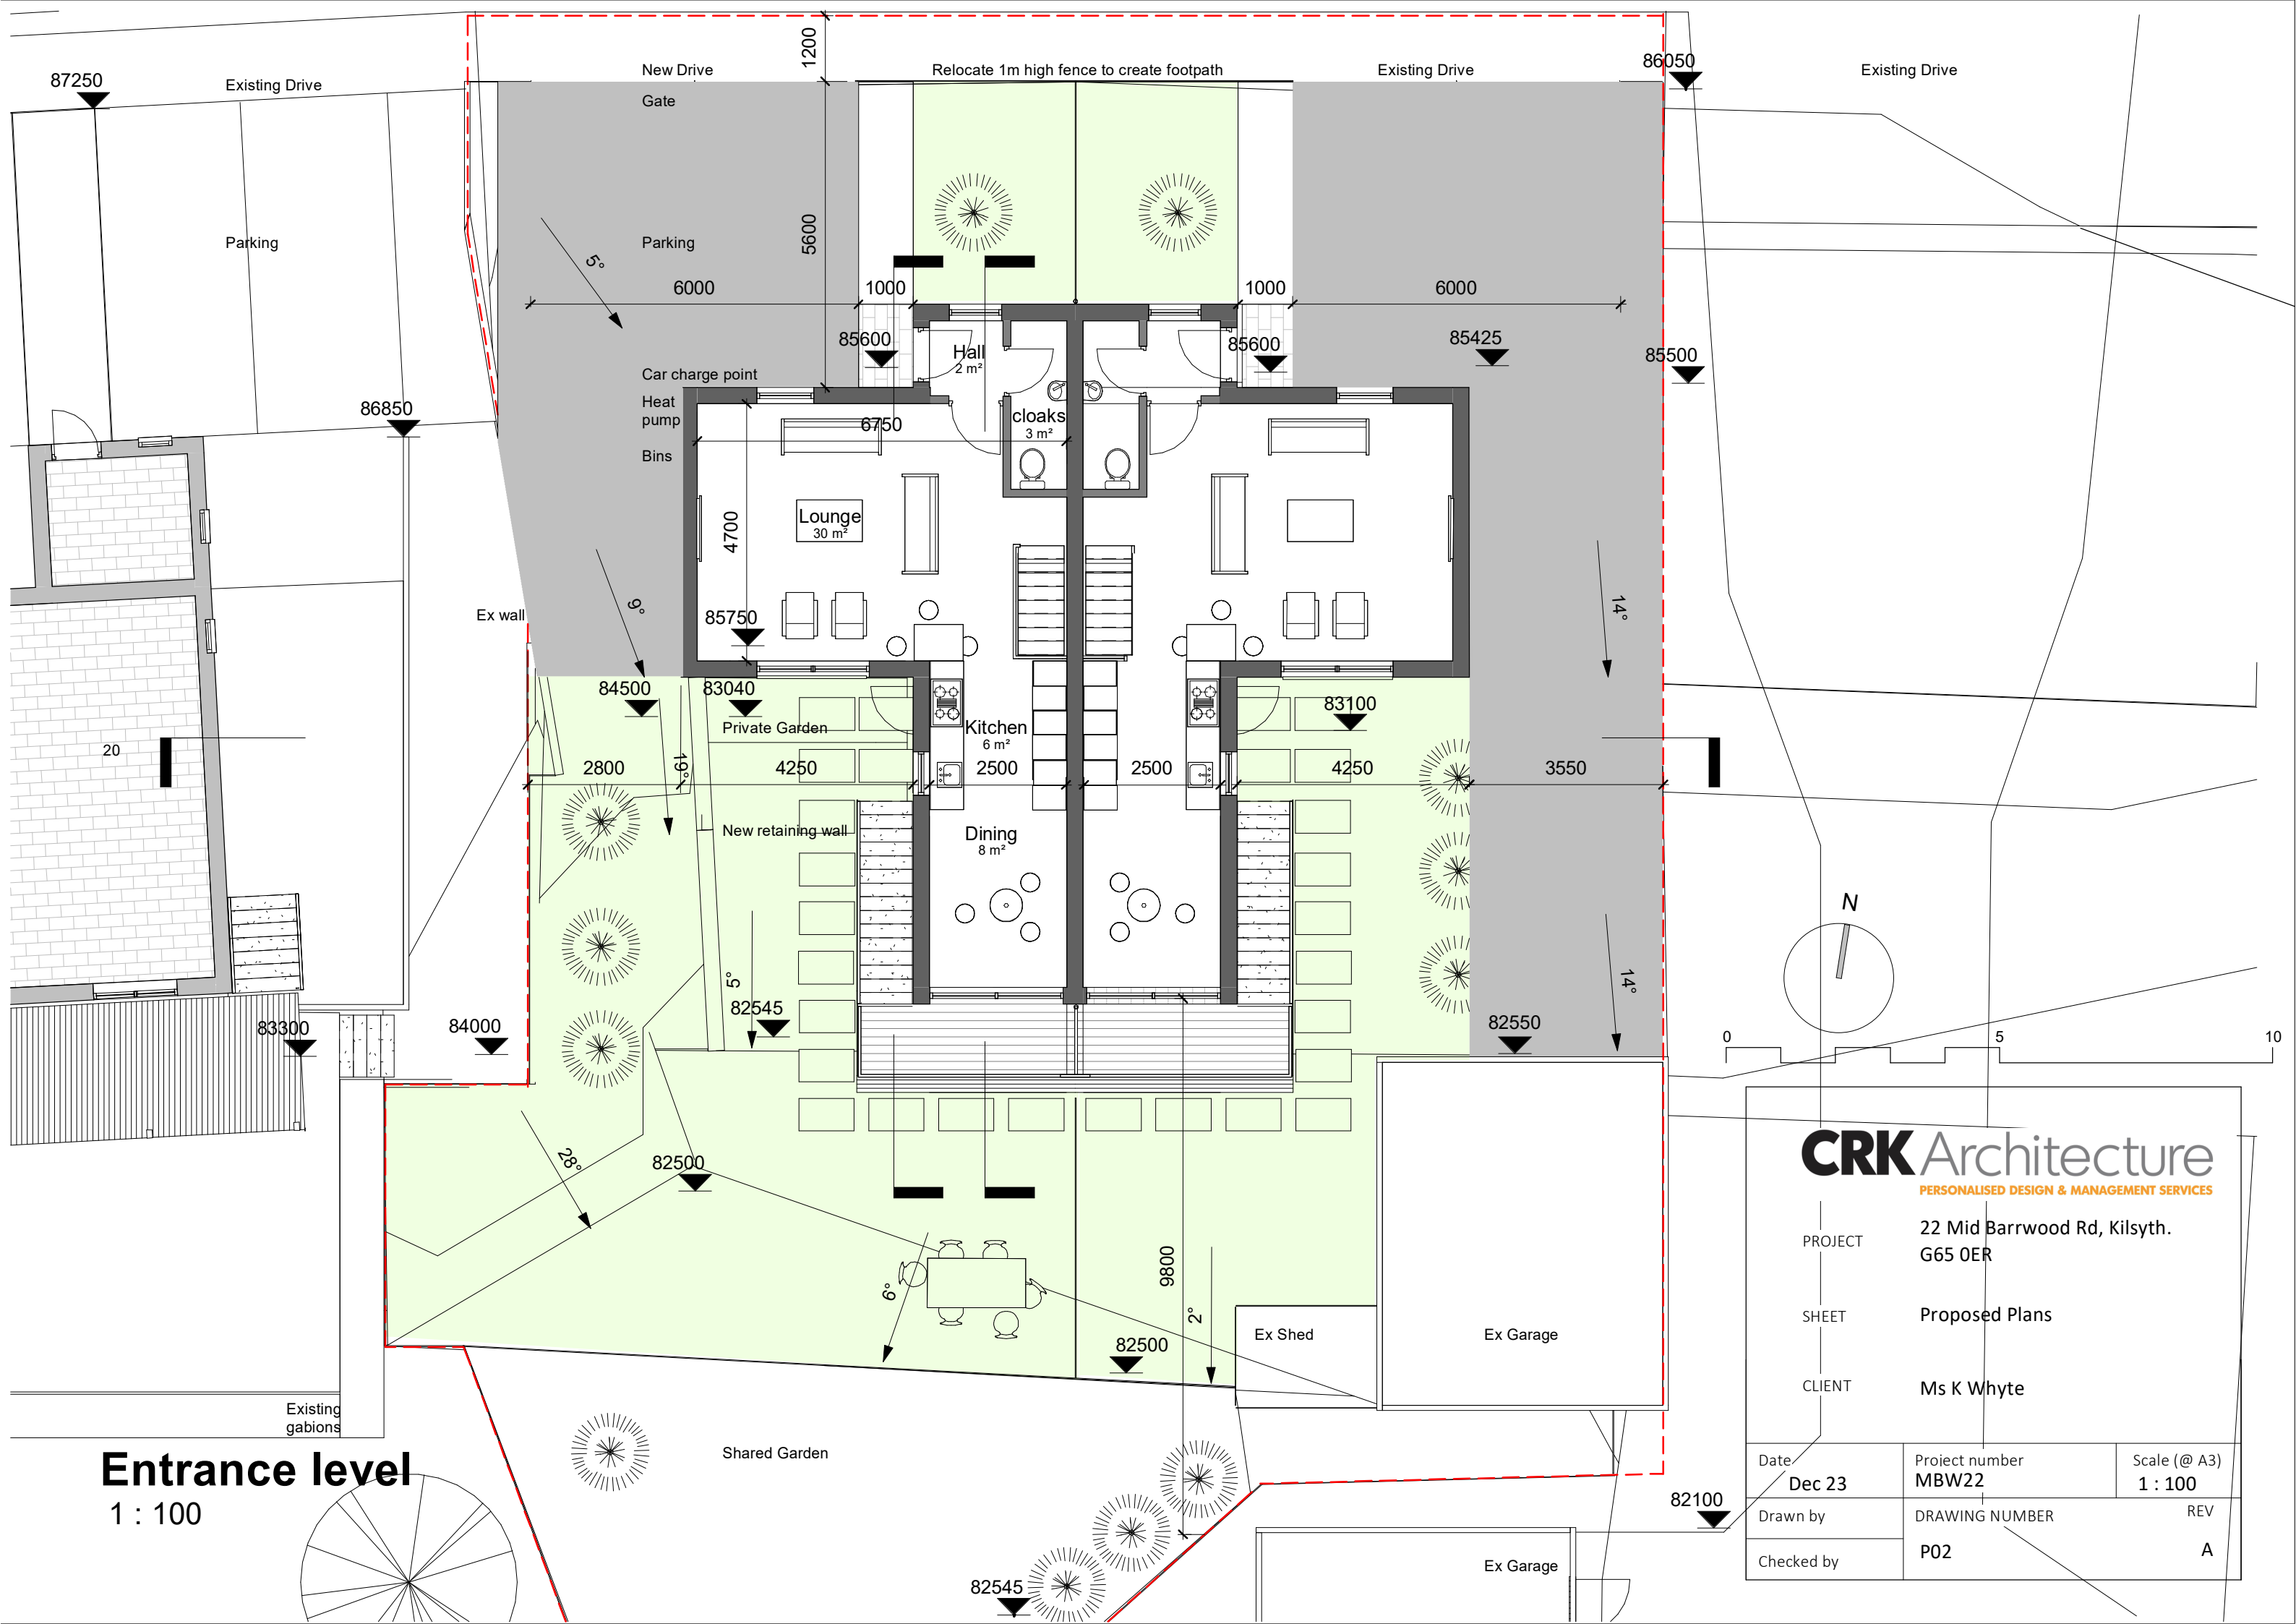 1200
87250
Existing Drive
New Drive
Relocate 1m high fence to create footpath
Existing Drive
86050
Existing Drive
Gate
Parking
Parking
5600
5°
6000
1000
1000
6000
85600
Hall
2 m²
85600
85425
85500
Car charge point
Heat
pump
86850
6750
cloaks
3 m²
Bins
4700
Lounge
30 m²
Ex wall
9°
85750
14°
84500
83040
83100
Private Garden
Kitchen
6 m²
20
19°
2800
4250
2500
2500
4250
3550
New retaining wall
Dining
8 m²
N
5°
14°
82545
83300
84000
82550
0
5
10
28°
82500
CRK Architecture
PERSONALISED DESIGN & MANAGEMENT SERVICES
PROJECT
22 Mid Barrwood Rd, Kilsyth.
G65 0ER
9800
6°
2°
SHEET
Proposed Plans
Ex Shed
Ex Garage
82500
CLIENT
Ms K Whyte
Existing
gabions
Shared Garden
Entrance level
1 : 100
Date
Dec 23
Project number
MBW22
Scale (@ A3)
1 : 100
82100
Drawn by
DRAWING NUMBER
REV
P02
A
Checked by
Ex Garage
82545